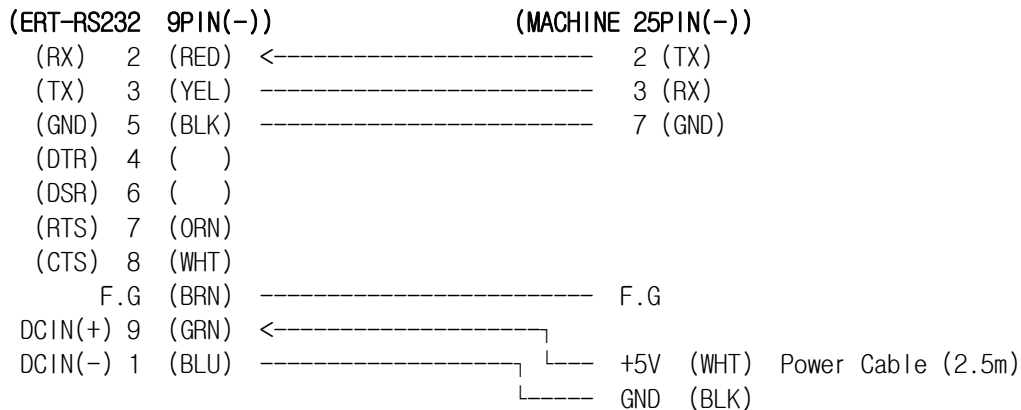 (ERT-RS232 9PIN(-)) (MACHINE 25PIN(-))
(RX) 2 (RED) <------------------------- 2 (TX)
(TX) 3 (YEL) ------------------------- 3 (RX)
(GND) 5 (BLK) ------------------------- 7 (GND)
(DTR) 4 ( )
(DSR) 6 ( )
(RTS) 7 (ORN)
(CTS) 8 (WHT)
F.G (BRN) ------------------------- F.G
DCIN(+) 9 (GRN) <--------------------┐
DCIN(-) 1 (BLU) -------------------┐ └--- +5V (WHT) Power Cable (2.5m)
└----- GND (BLK)